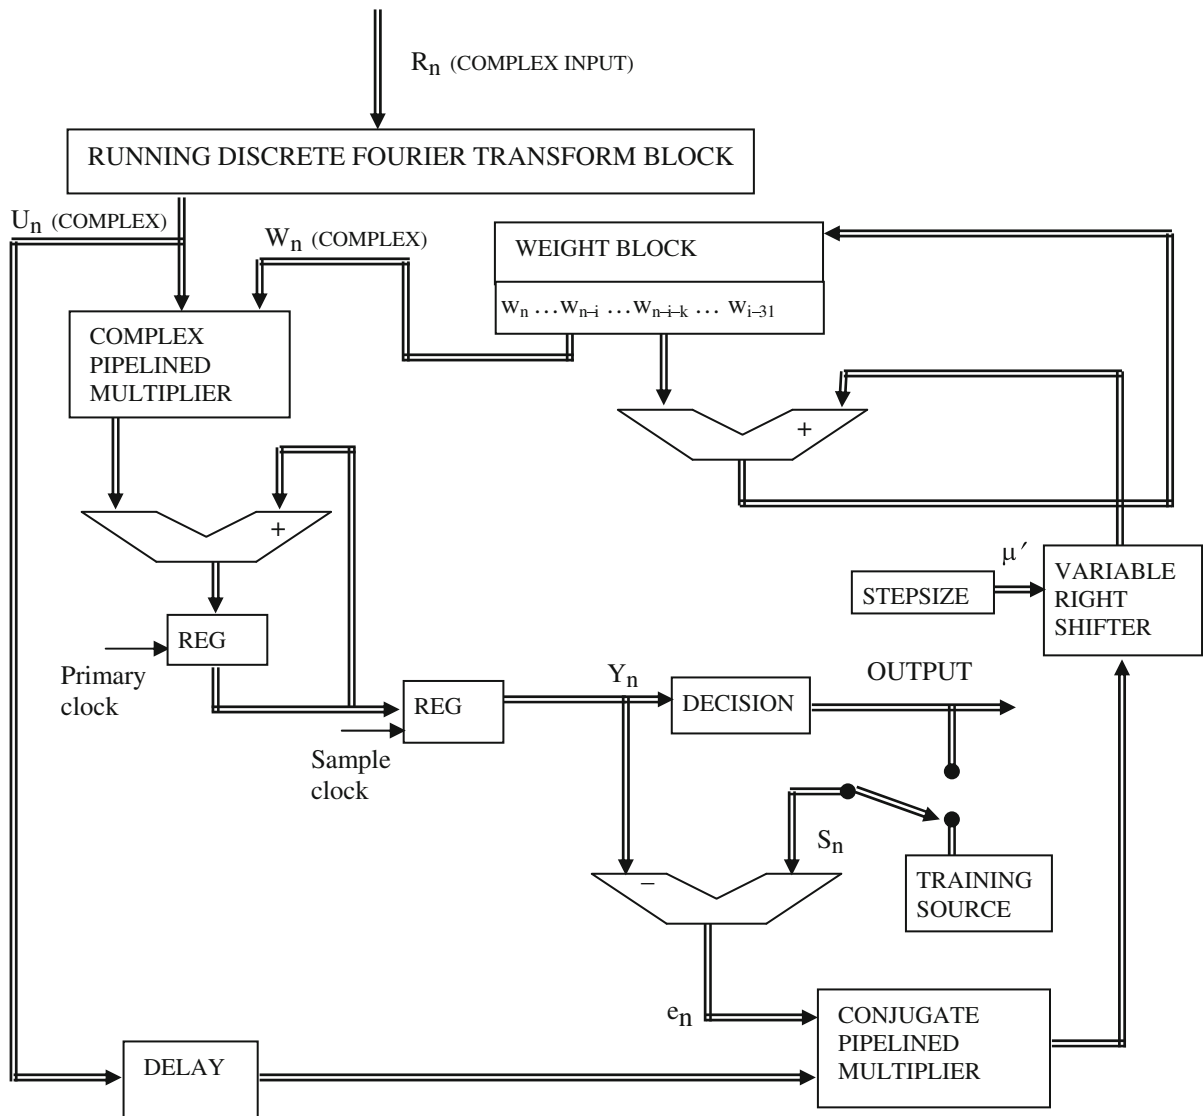 Rn (COMPLEX INPUT)
RUNNING DISCRETE FOURIER TRANSFORM BLOCK
Un (COMPLEX)
Wn (COMPLEX)
WEIGHT BLOCK
wn …wn–i …wn–i–k … wi–31
COMPLEX
PIPELINED
MULTIPLIER
+
+
μ′
VARIABLE
RIGHT
SHIFTER
STEPSIZE
REG
Primary
clock
Yn
OUTPUT
REG
DECISION
Sample
clock
Sn
–
TRAINING
SOURCE
en
CONJUGATE
PIPELINED
MULTIPLIER
DELAY